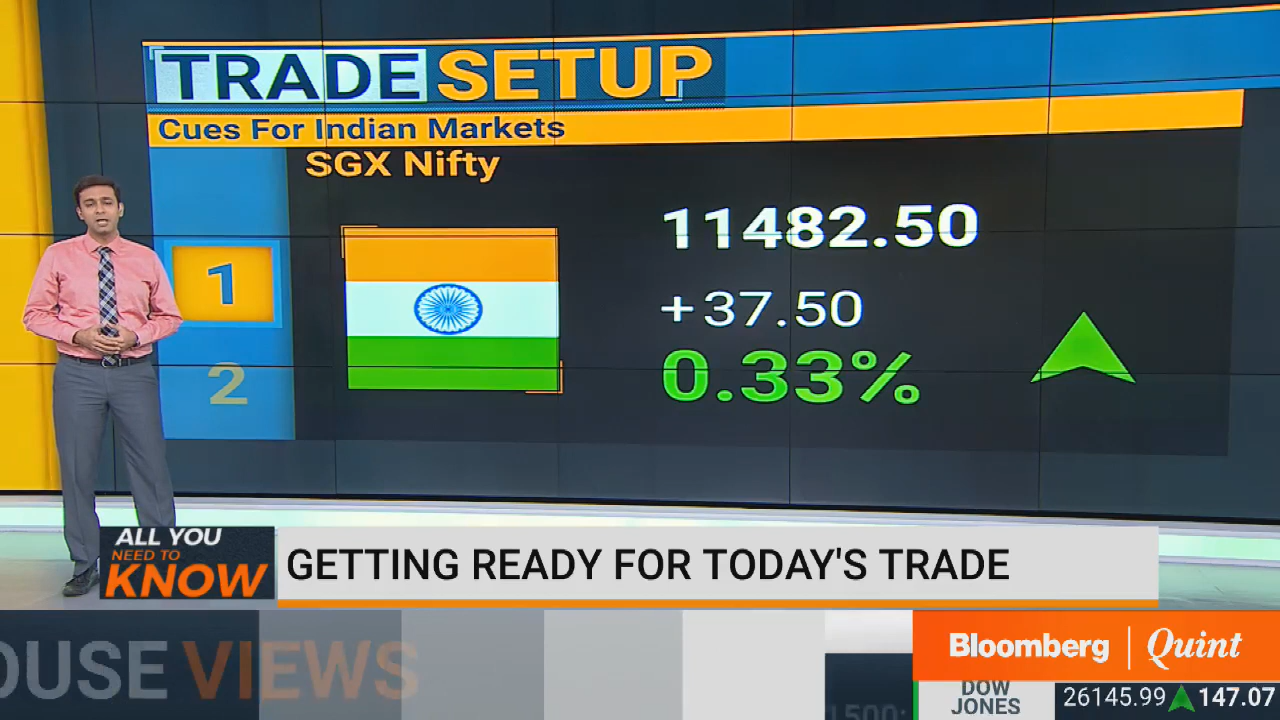 TRADE SETUP
Cues For Indian Markets
SGX Nifty
1
2
11482.50
+37.50
0.33%
ALL YOU
NEED TO
KNOW
GETTING READY FOR TODAY'S TRADE
VIEWS
Bloomberg | Quint
DOW
JONES
26145.99 147.07